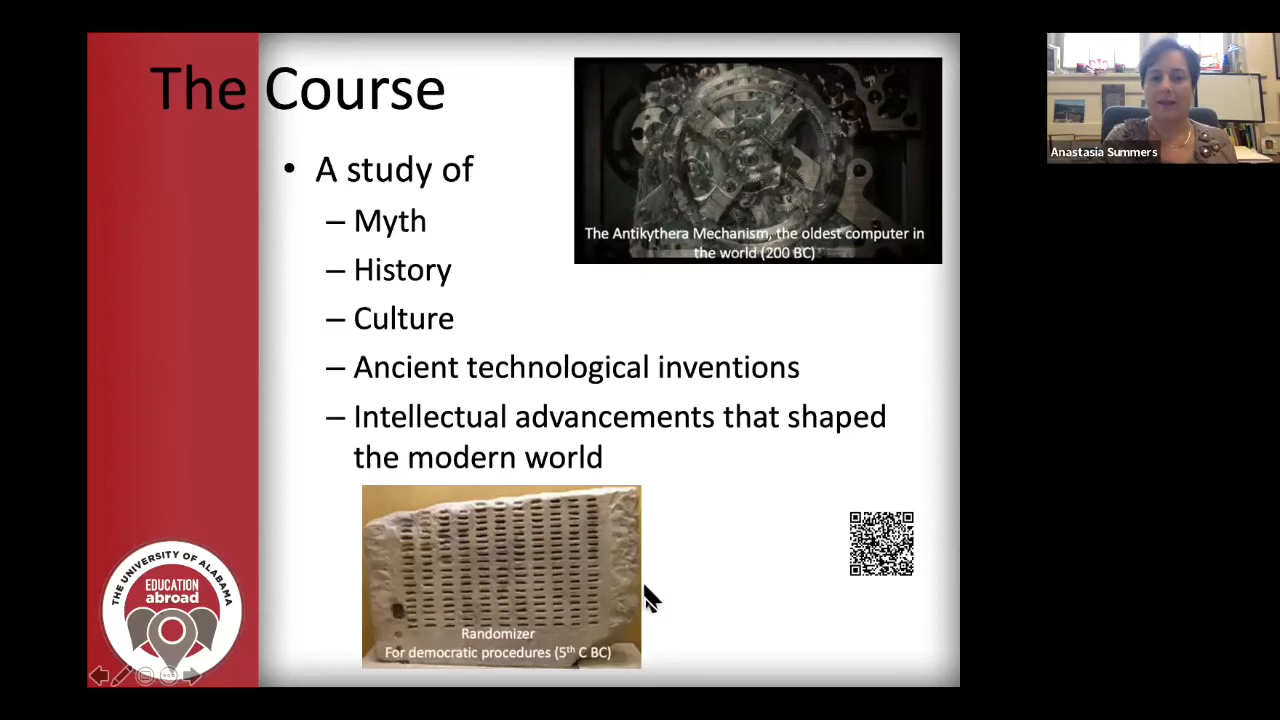 The Course
• A study of
– Myth
– History
– Culture
– Ancient technological inventions
– Intellectual advancements that shaped
the modern world
The Antikythera Mechanism, the oldest computer in
the world (200 BC)
Randomizer
For democratic procedures (5th C BC)
THE UNIVERSITY OF ALABAMA
EDUCATION
abroad
Anastasia Summers